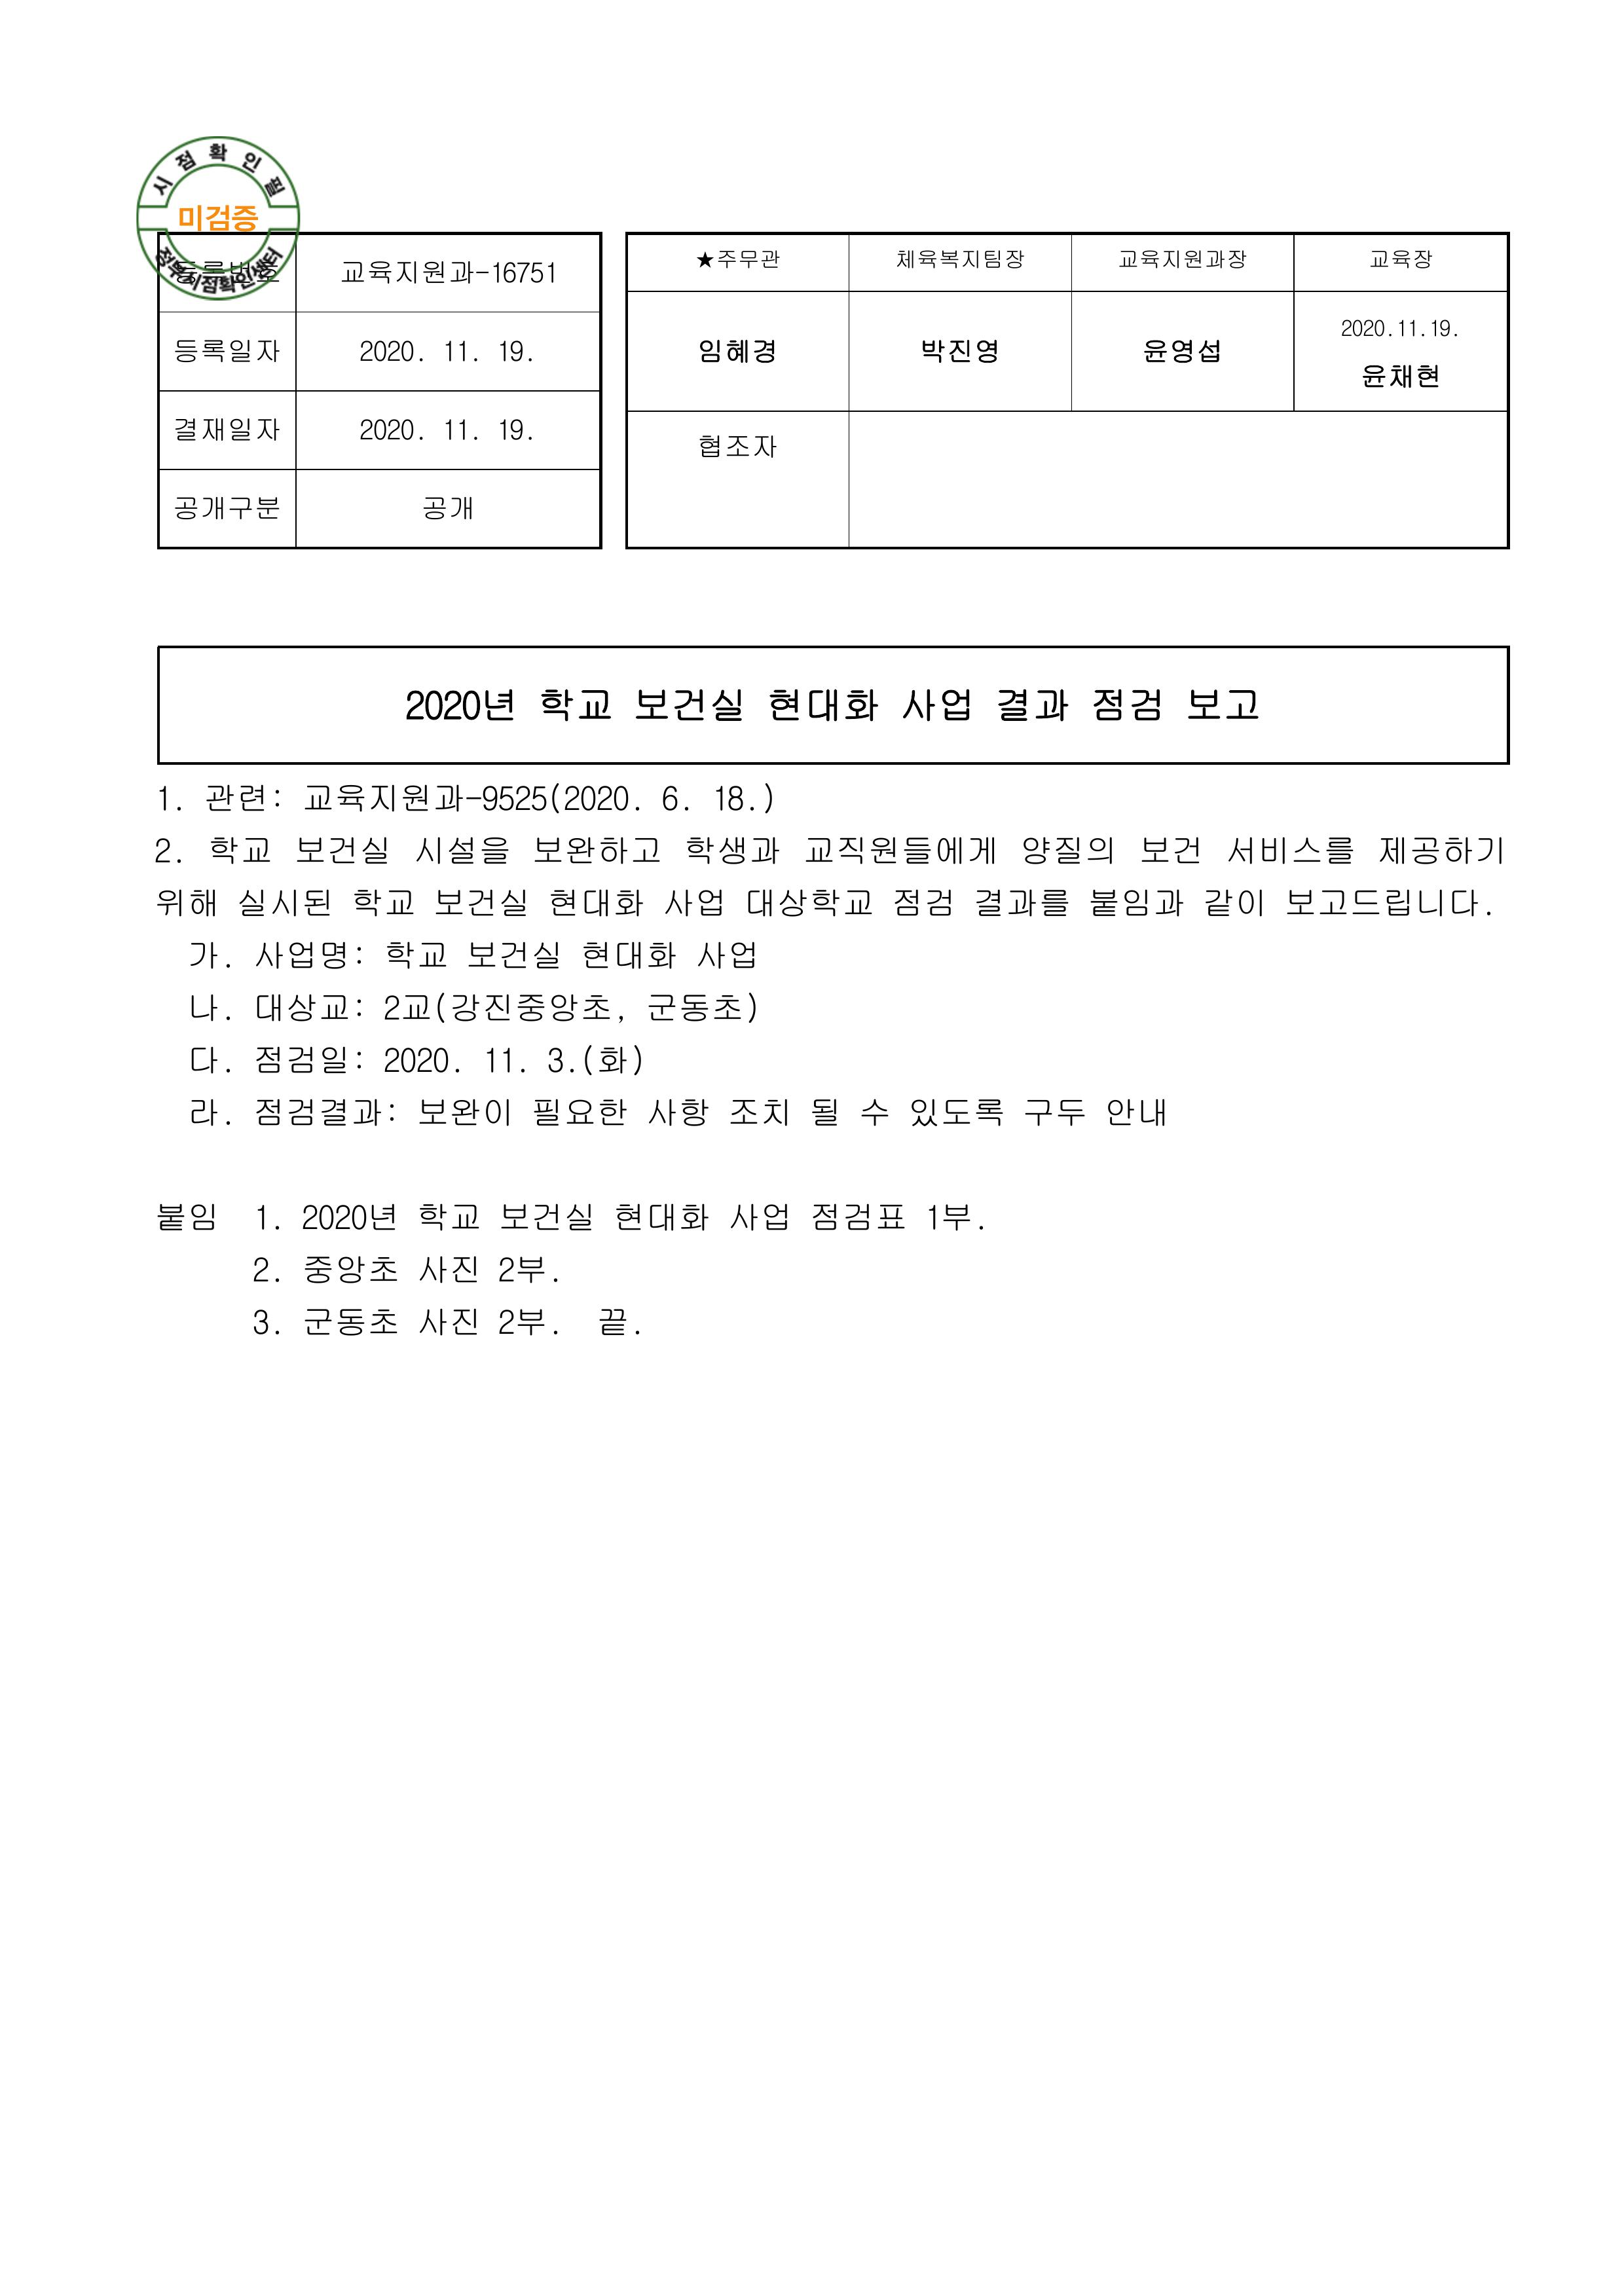 시점확인필
미검증
정부시점확인센터
등록번호 교육지원과-16751
등록일자 2020. 11. 19.
결재일자 2020. 11. 19.
공개구분 공개
★주무관 체육복지팀장 교육지원과장 교육장
2020.11.19.
임혜경 박진영 윤영섭 윤채현
협조자
2020년 학교 보건실 현대화 사업 결과 점검 보고
1. 관련: 교육지원과-9525(2020. 6. 18.)
2. 학교 보건실 시설을 보완하고 학생과 교직원들에게 양질의 보건 서비스를 제공하기
위해 실시된 학교 보건실 현대화 사업 대상학교 점검 결과를 붙임과 같이 보고드립니다.
가. 사업명: 학교 보건실 현대화 사업
나. 대상교: 2교(강진중앙초, 군동초)
다. 점검일: 2020. 11. 3.(화)
라. 점검결과: 보완이 필요한 사항 조치 될 수 있도록 구두 안내
붙임 1. 2020년 학교 보건실 현대화 사업 점검표 1부.
2. 중앙초 사진 2부.
3. 군동초 사진 2부. 끝.